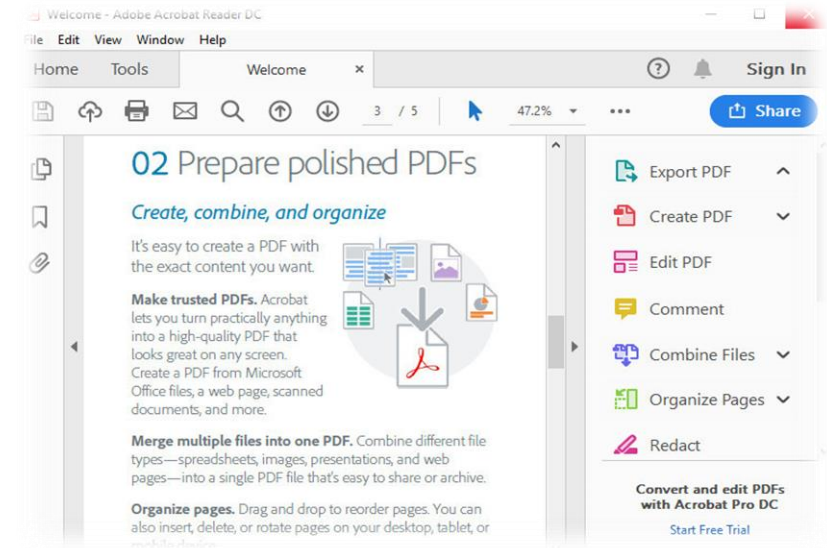 Welcome - Adobe Acrobat Reader DC
File Edit View Window Help
Home Tools Welcome × Sign In
3 / 5 47.2% Share
02 Prepare polished PDFs
Create, combine, and organize
It's easy to create a PDF with
the exact content you want.
Make trusted PDFs. Acrobat
lets you turn practically anything
into a high-quality PDF that
looks great on any screen.
Create a PDF from Microsoft
Office files, a web page, scanned
documents, and more.
Merge multiple files into one PDF. Combine different file
types—spreadsheets, images, presentations, and web
pages—into a single PDF file that's easy to share or archive.
Organize pages. Drag and drop to reorder pages. You can
also insert, delete, or rotate pages on your desktop, tablet, or
mobile device.
Export PDF
Create PDF
Edit PDF
Comment
Combine Files
Organize Pages
Redact
Convert and edit PDFs
with Acrobat Pro DC
Start Free Trial